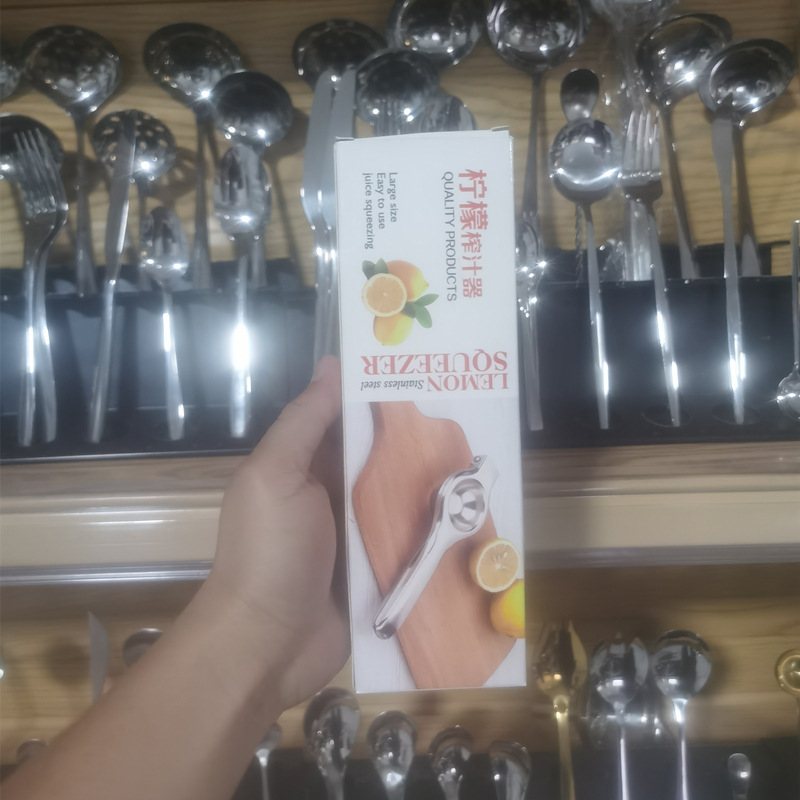 柠檬榨汁器
QUALITY PRODUCTS
Large size
Easy to use
juice squeezing
LEMON
SQUEEZER
Stainless steel